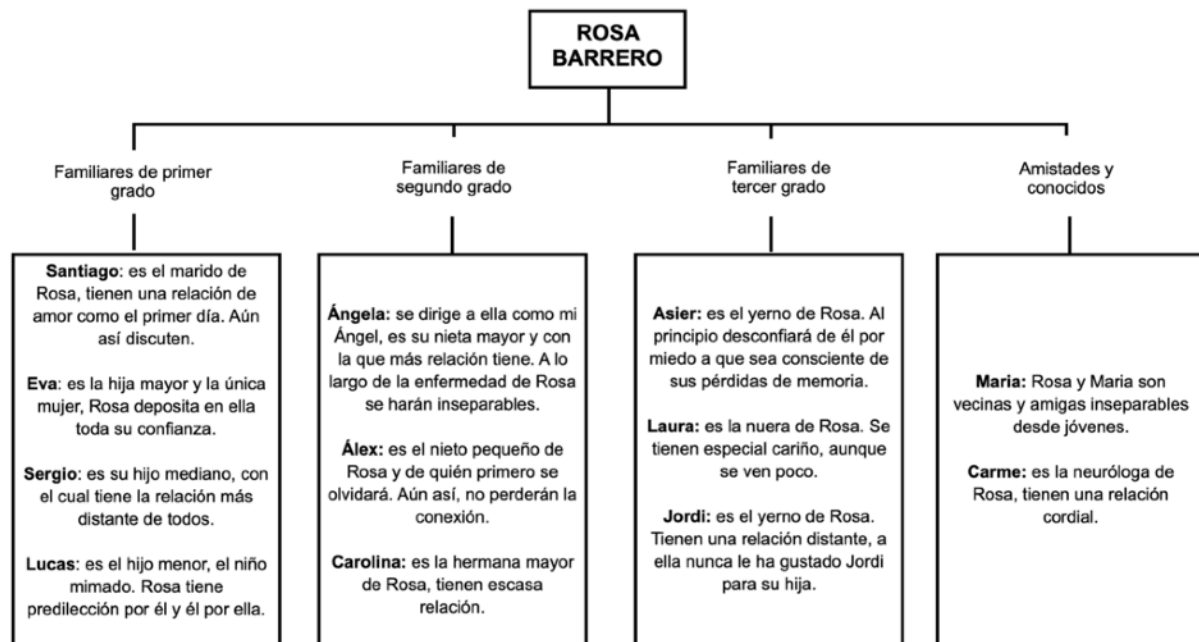 ROSA
BARRERO
Familiares de primer
grado
Familiares de
segundo grado
Familiares de
tercer grado
Amistades y
conocidos
Santiago: es el marido de
Rosa, tienen una relación de
amor como el primer día. Aún
así discuten.
Eva: es la hija mayor y la única
mujer, Rosa deposita en ella
toda su confianza.
Sergio: es su hijo mediano, con
el cual tiene la relación más
distante de todos.
Lucas: es el hijo menor, el niño
mimado. Rosa tiene
predilección por él y él por ella.
Ángela: se dirige a ella como mi
Ángel, es su nieta mayor y con
la que más relación tiene. A lo
largo de la enfermedad de Rosa
se harán inseparables.
Álex: es el nieto pequeño de
Rosa y de quién primero se
olvidará. Aún así, no perderán la
conexión.
Carolina: es la hermana mayor
de Rosa, tienen escasa
relación.
Asier: es el yerno de Rosa. Al
principio desconfiará de él por
miedo a que sea consciente de
sus pérdidas de memoria.
Laura: es la nuera de Rosa. Se
tienen especial cariño, aunque
se ven poco.
Jordi: es el yerno de Rosa.
Tienen una relación distante, a
ella nunca le ha gustado Jordi
para su hija.
Maria: Rosa y Maria son
vecinas y amigas inseparables
desde jóvenes.
Carme: es la neuróloga de
Rosa, tienen una relación
cordial.